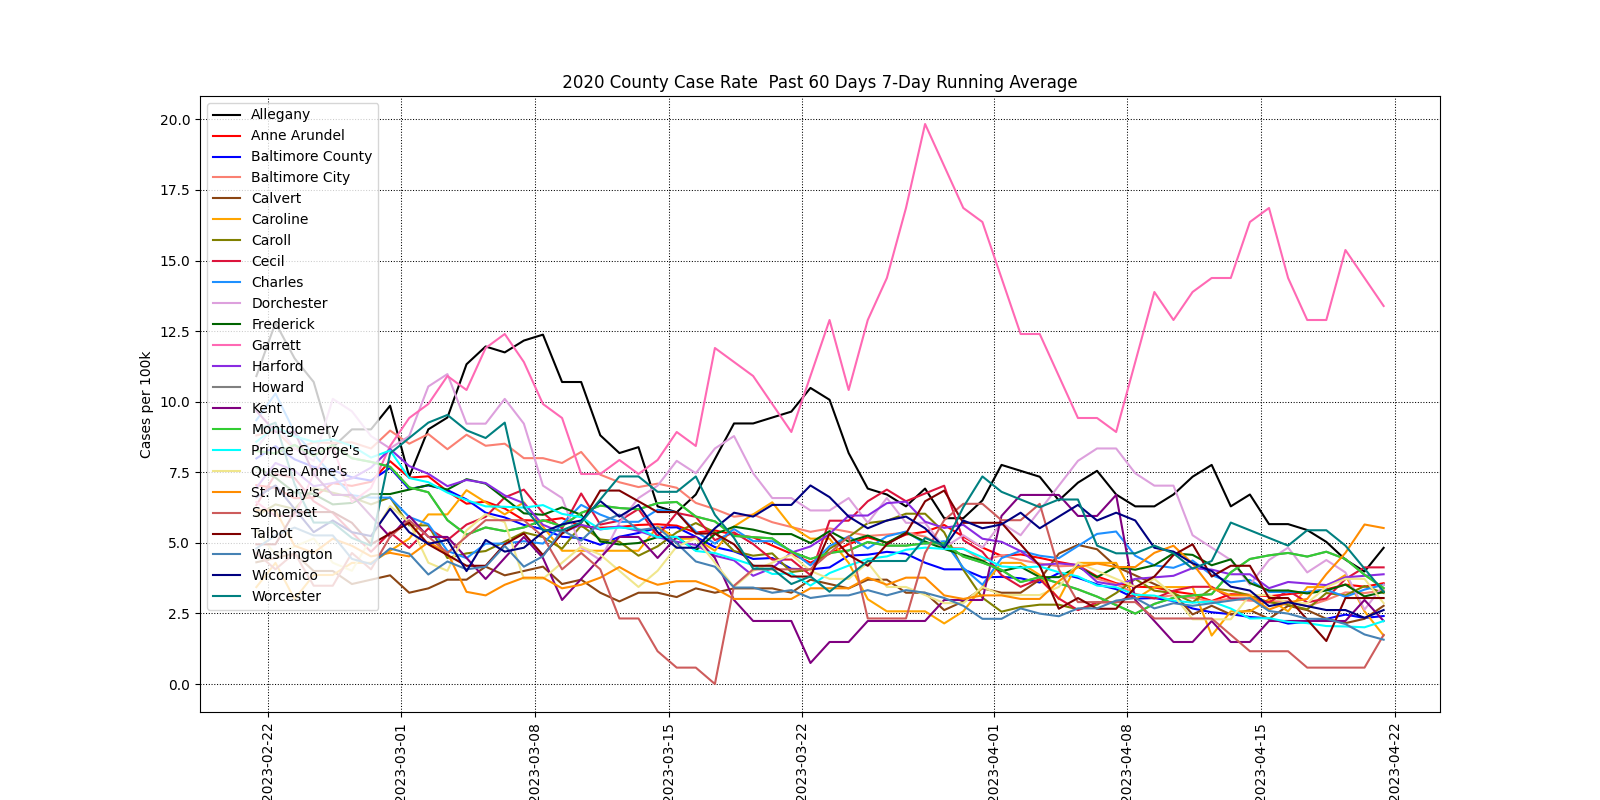 2020 County Case Rate  Past 60 Days 7-Day Running Average
Cases per 100k
20.0
17.5
15.0
12.5
10.0
7.5
5.0
2.5
0.0
Allegany
Anne Arundel
Baltimore County
Baltimore City
Calvert
Caroline
Caroll
Cecil
Charles
Dorchester
Frederick
Garrett
Harford
Howard
Kent
Montgomery
Prince George's
Queen Anne's
St. Mary's
Somerset
Talbot
Washington
Wicomico
Worcester
2023-02-22
2023-03-01
2023-03-08
2023-03-15
2023-03-22
2023-04-01
2023-04-08
2023-04-15
2023-04-22